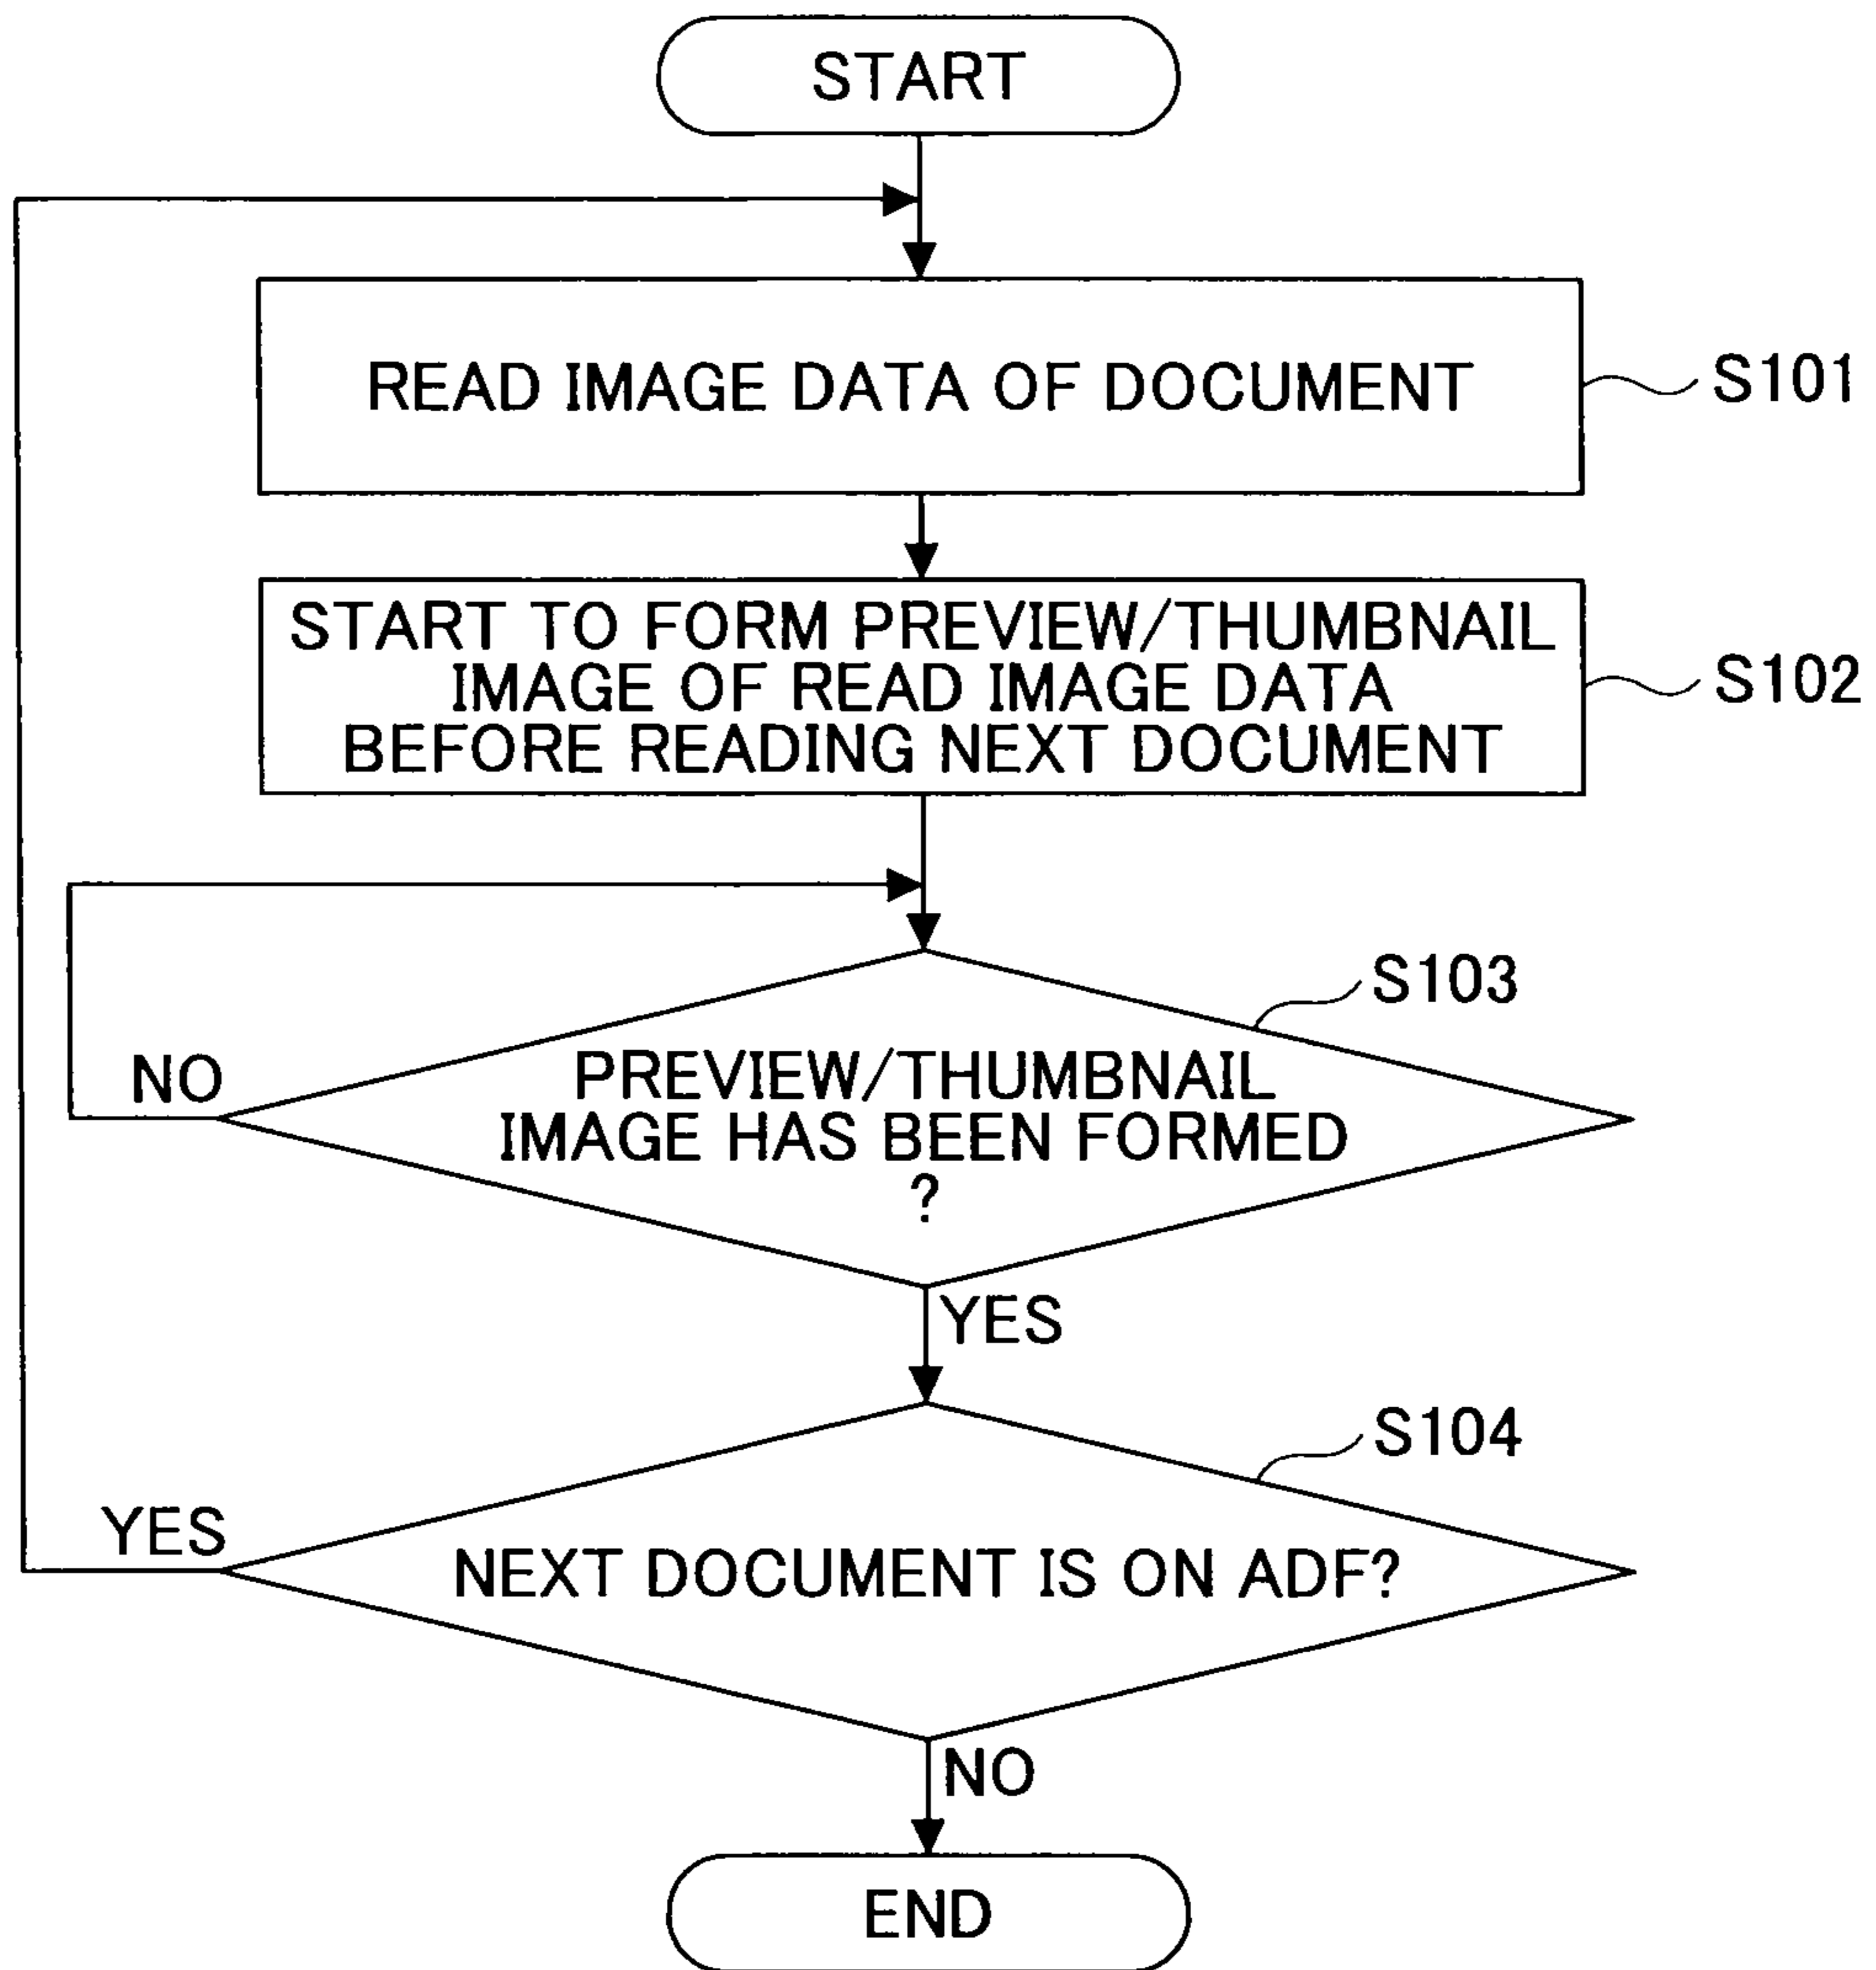 START
READ IMAGE DATA OF DOCUMENT
S101
START TO FORM PREVIEW/THUMBNAIL
IMAGE OF READ IMAGE DATA
BEFORE READING NEXT DOCUMENT
S102
S103
PREVIEW/THUMBNAIL
IMAGE HAS BEEN FORMED
?
NO
YES
S104
NEXT DOCUMENT IS ON ADF?
YES
NO
END